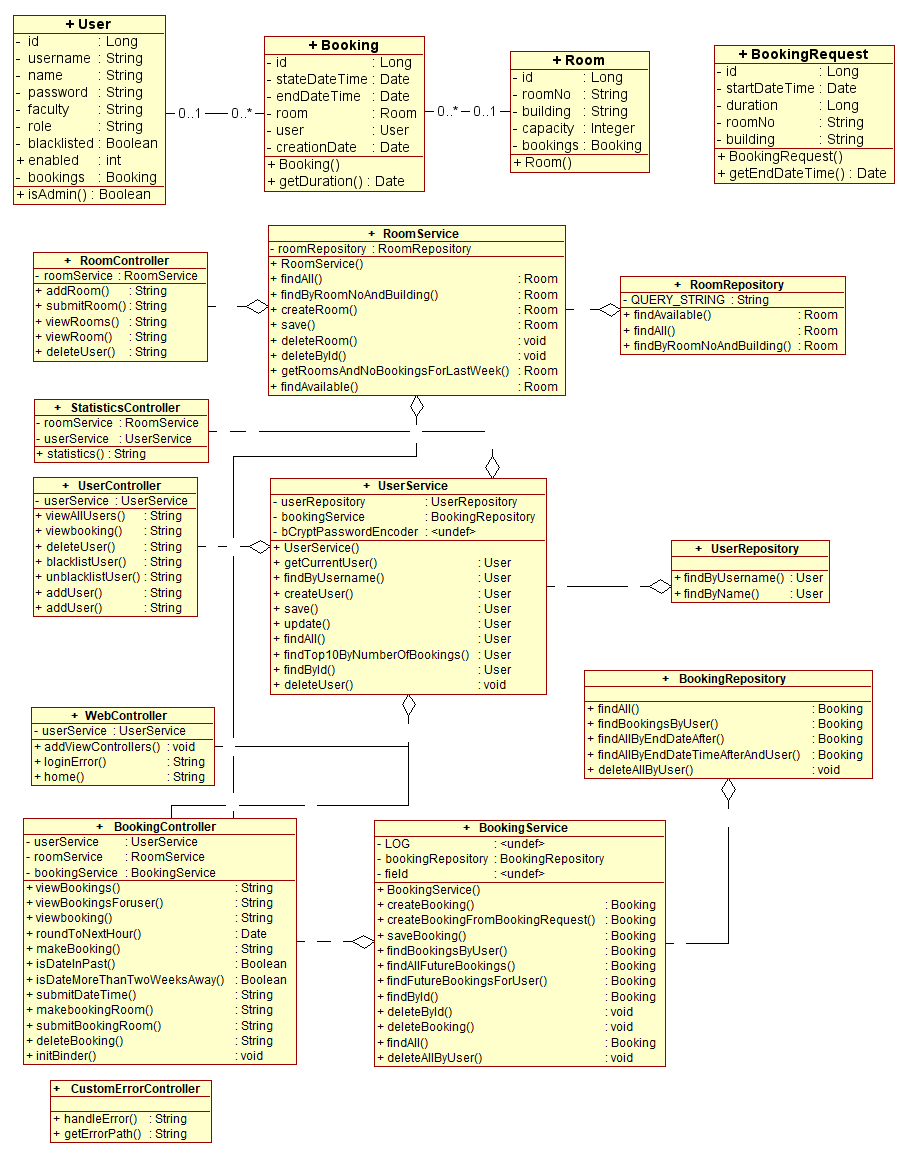 + User
- id : Long
- username : String
- name : String
- password : String
- faculty : String
- role : String
- blacklisted : Boolean
+ enabled : int
- bookings : Booking
+ isAdmin() : Boolean
0..1
0..*
+ Booking
- id : Long
- stateDateTime : Date
- endDateTime : Date
- room : Room
- user : User
- creationDate : Date
+ Booking()
+ getDuration() : Date
0..*
0..1
+ Room
- id : Long
- roomNo : String
- building : String
- capacity : Integer
- bookings : Booking
+ Room()
+ BookingRequest
- id : Long
- startDateTime : Date
- duration : Long
- roomNo : String
- building : String
+ BookingRequest()
+ getEndDateTime() : Date
+ RoomController
- roomService : RoomService
+ addRoom() : String
+ submitRoom() : String
+ viewRooms() : String
+ viewRoom() : String
+ deleteUser() : String
+ RoomService
- roomRepository : RoomRepository
+ RoomService()
+ findAll() : Room
+ findByRoomNoAndBuilding() : Room
+ createRoom() : Room
+ save() : Room
+ deleteRoom() : void
+ deleteById() : void
+ getRoomsAndNoBookingsForLastWeek() : Room
+ findAvailable() : Room
+ RoomRepository
- QUERY_STRING : String
+ findAvailable() : Room
+ findAll() : Room
+ findByRoomNoAndBuilding() : Room
+ StatisticsController
- roomService : RoomService
- userService : UserService
+ statistics() : String
+ UserController
- userService : UserService
+ viewAllUsers() : String
+ viewbooking() : String
+ deleteUser() : String
+ blacklistUser() : String
+ unblacklistUser() : String
+ addUser() : String
+ addUser() : String
+ UserService
- userRepository : UserRepository
- bookingService : BookingRepository
- bCryptPasswordEncoder : <undef>
+ UserService()
+ getCurrentUser() : User
+ findByUsername() : User
+ createUser() : User
+ save() : User
+ update() : User
+ findAll() : User
+ findTop10ByNumberOfBookings() : User
+ findById() : User
+ deleteUser() : void
+ UserRepository
+ findByUsername() : User
+ findByName() : User
+ BookingRepository
+ findAll() : Booking
+ findBookingsByUser() : Booking
+ findAllByEndDateAfter() : Booking
+ findAllByEndDateTimeAfterAndUser() : Booking
+ deleteAllByUser() : void
+ WebController
- userService : UserService
+ addViewControllers() : void
+ loginError() : String
+ home() : String
+ BookingController
- userService : UserService
- roomService : RoomService
- bookingService : BookingService
+ viewBookings() : String
+ viewBookingsForuser() : String
+ viewbooking() : String
+ roundToNextHour() : Date
+ makeBooking() : String
+ isDateInPast() : Boolean
+ isDateMoreThanTwoWeeksAway() : Boolean
+ submitDateTime() : String
+ makebookingRoom() : String
+ submitBookingRoom() : String
+ deleteBooking() : String
+ initBinder() : void
+ BookingService
- LOG : <undef>
- bookingRepository : BookingRepository
- field : <undef>
+ BookingService()
+ createBooking() : Booking
+ createBookingFromBookingRequest() : Booking
+ saveBooking() : Booking
+ findBookingsByUser() : Booking
+ findAllFutureBookings() : Booking
+ findFutureBookingsForUser() : Booking
+ findById() : Booking
+ deleteById() : void
+ deleteBooking() : void
+ findAll() : Booking
+ deleteAllByUser() : void
+ CustomErrorController
+ handleError() : String
+ getErrorPath() : String